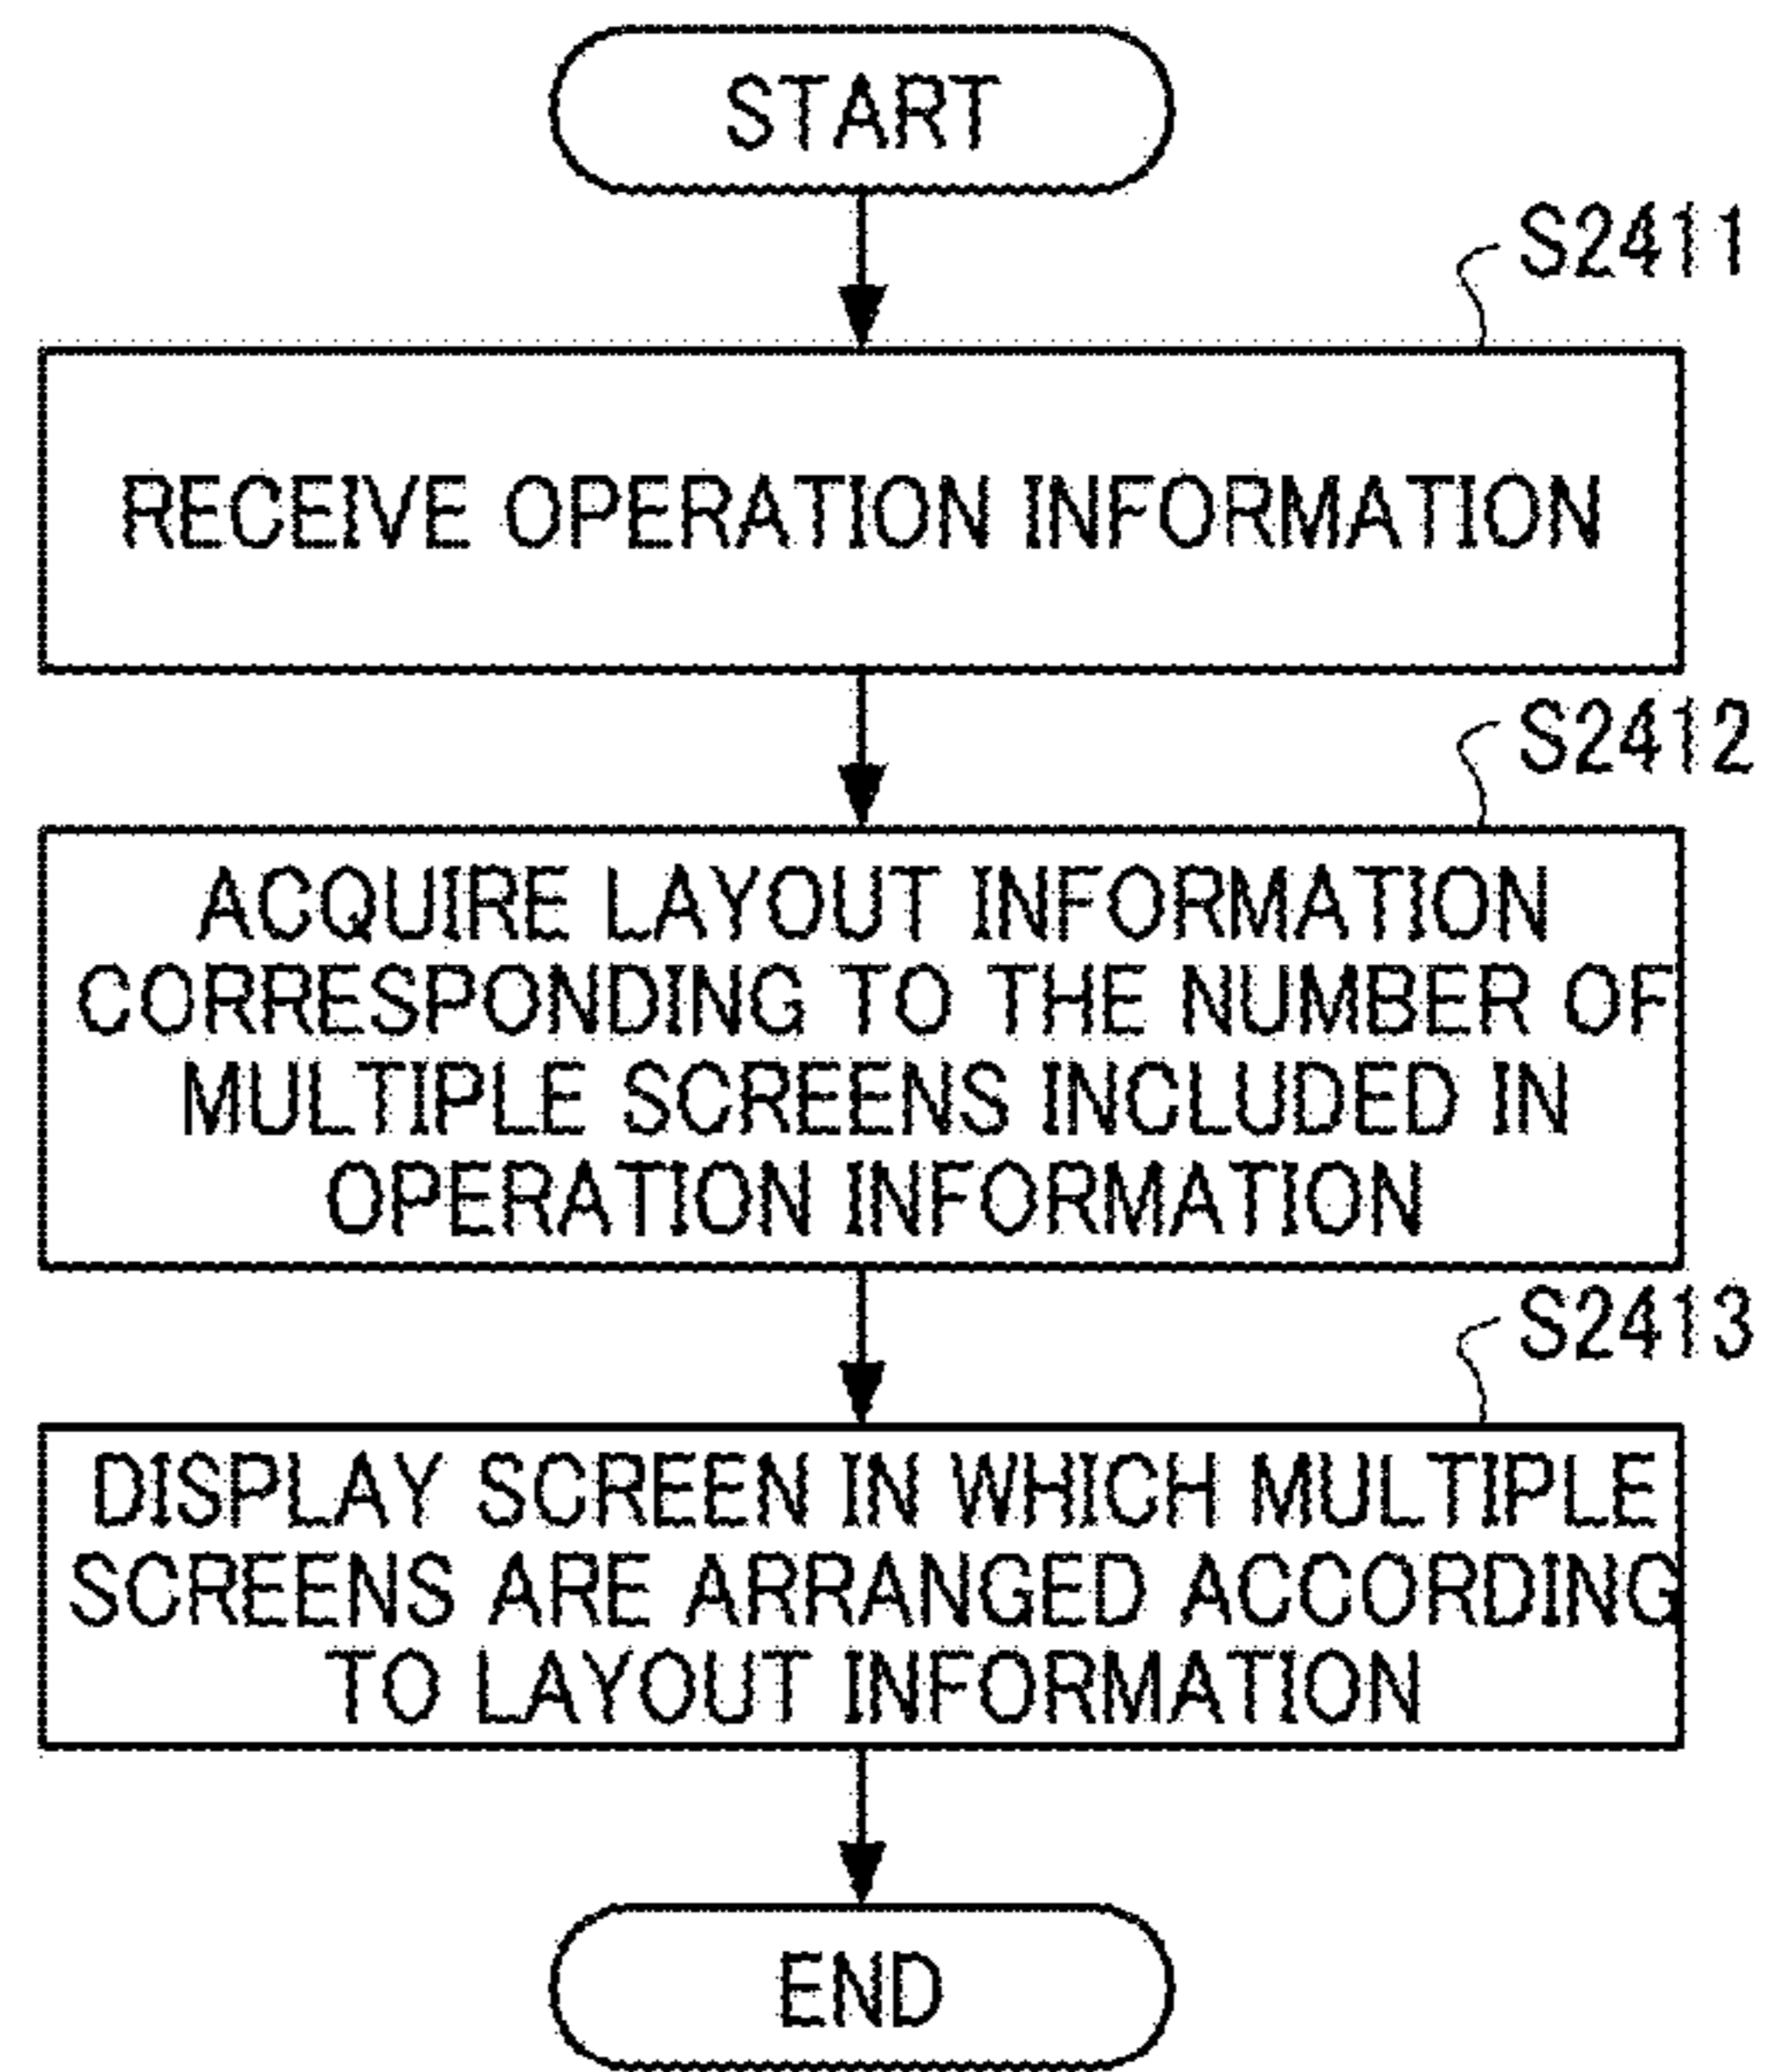 START
S2411
RECEIVE OPERATION INFORMATION
S2412
ACQUIRE LAYOUT INFORMATION
CORRESPONDING TO THE NUMBER OF
MULTIPLE SCREENS INCLUDED IN
OPERATION INFORMATION
S2413
DISPLAY SCREEN IN WHICH MULTIPLE
SCREENS ARE ARRANGED ACCORDING
TO LAYOUT INFORMATION
END